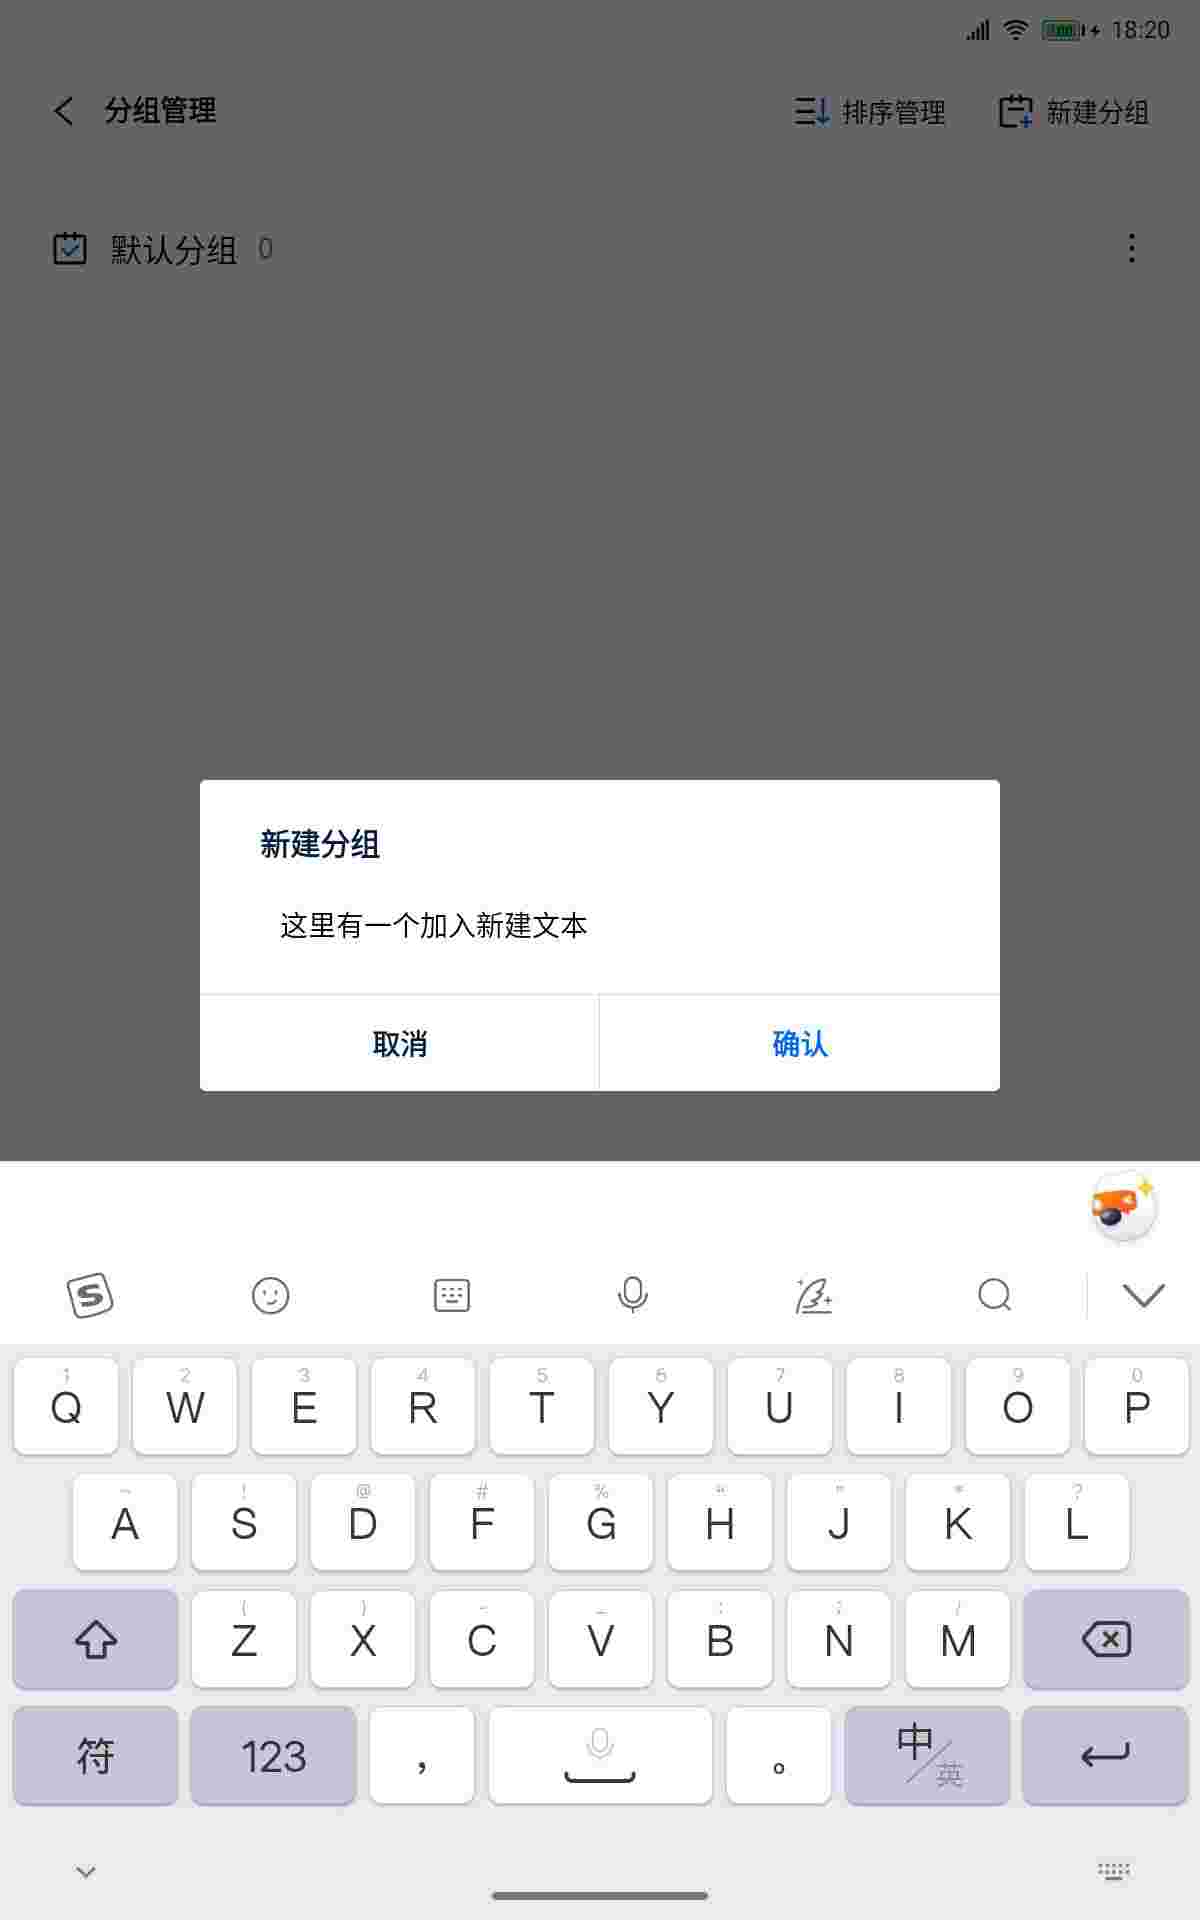 18:20
分组管理 排序管理 新建分组
默认分组 0
新建分组
这里有一个加入新建文本
取消 确认
1 2 3 4 5 6 7 8 9 0
Q W E R T Y U I O P
~ ! @ # % “ ” * ?
A S D F G H J K L
( ) - _ : ; /
Z X C V B N M
符 123 ， 。 中/英